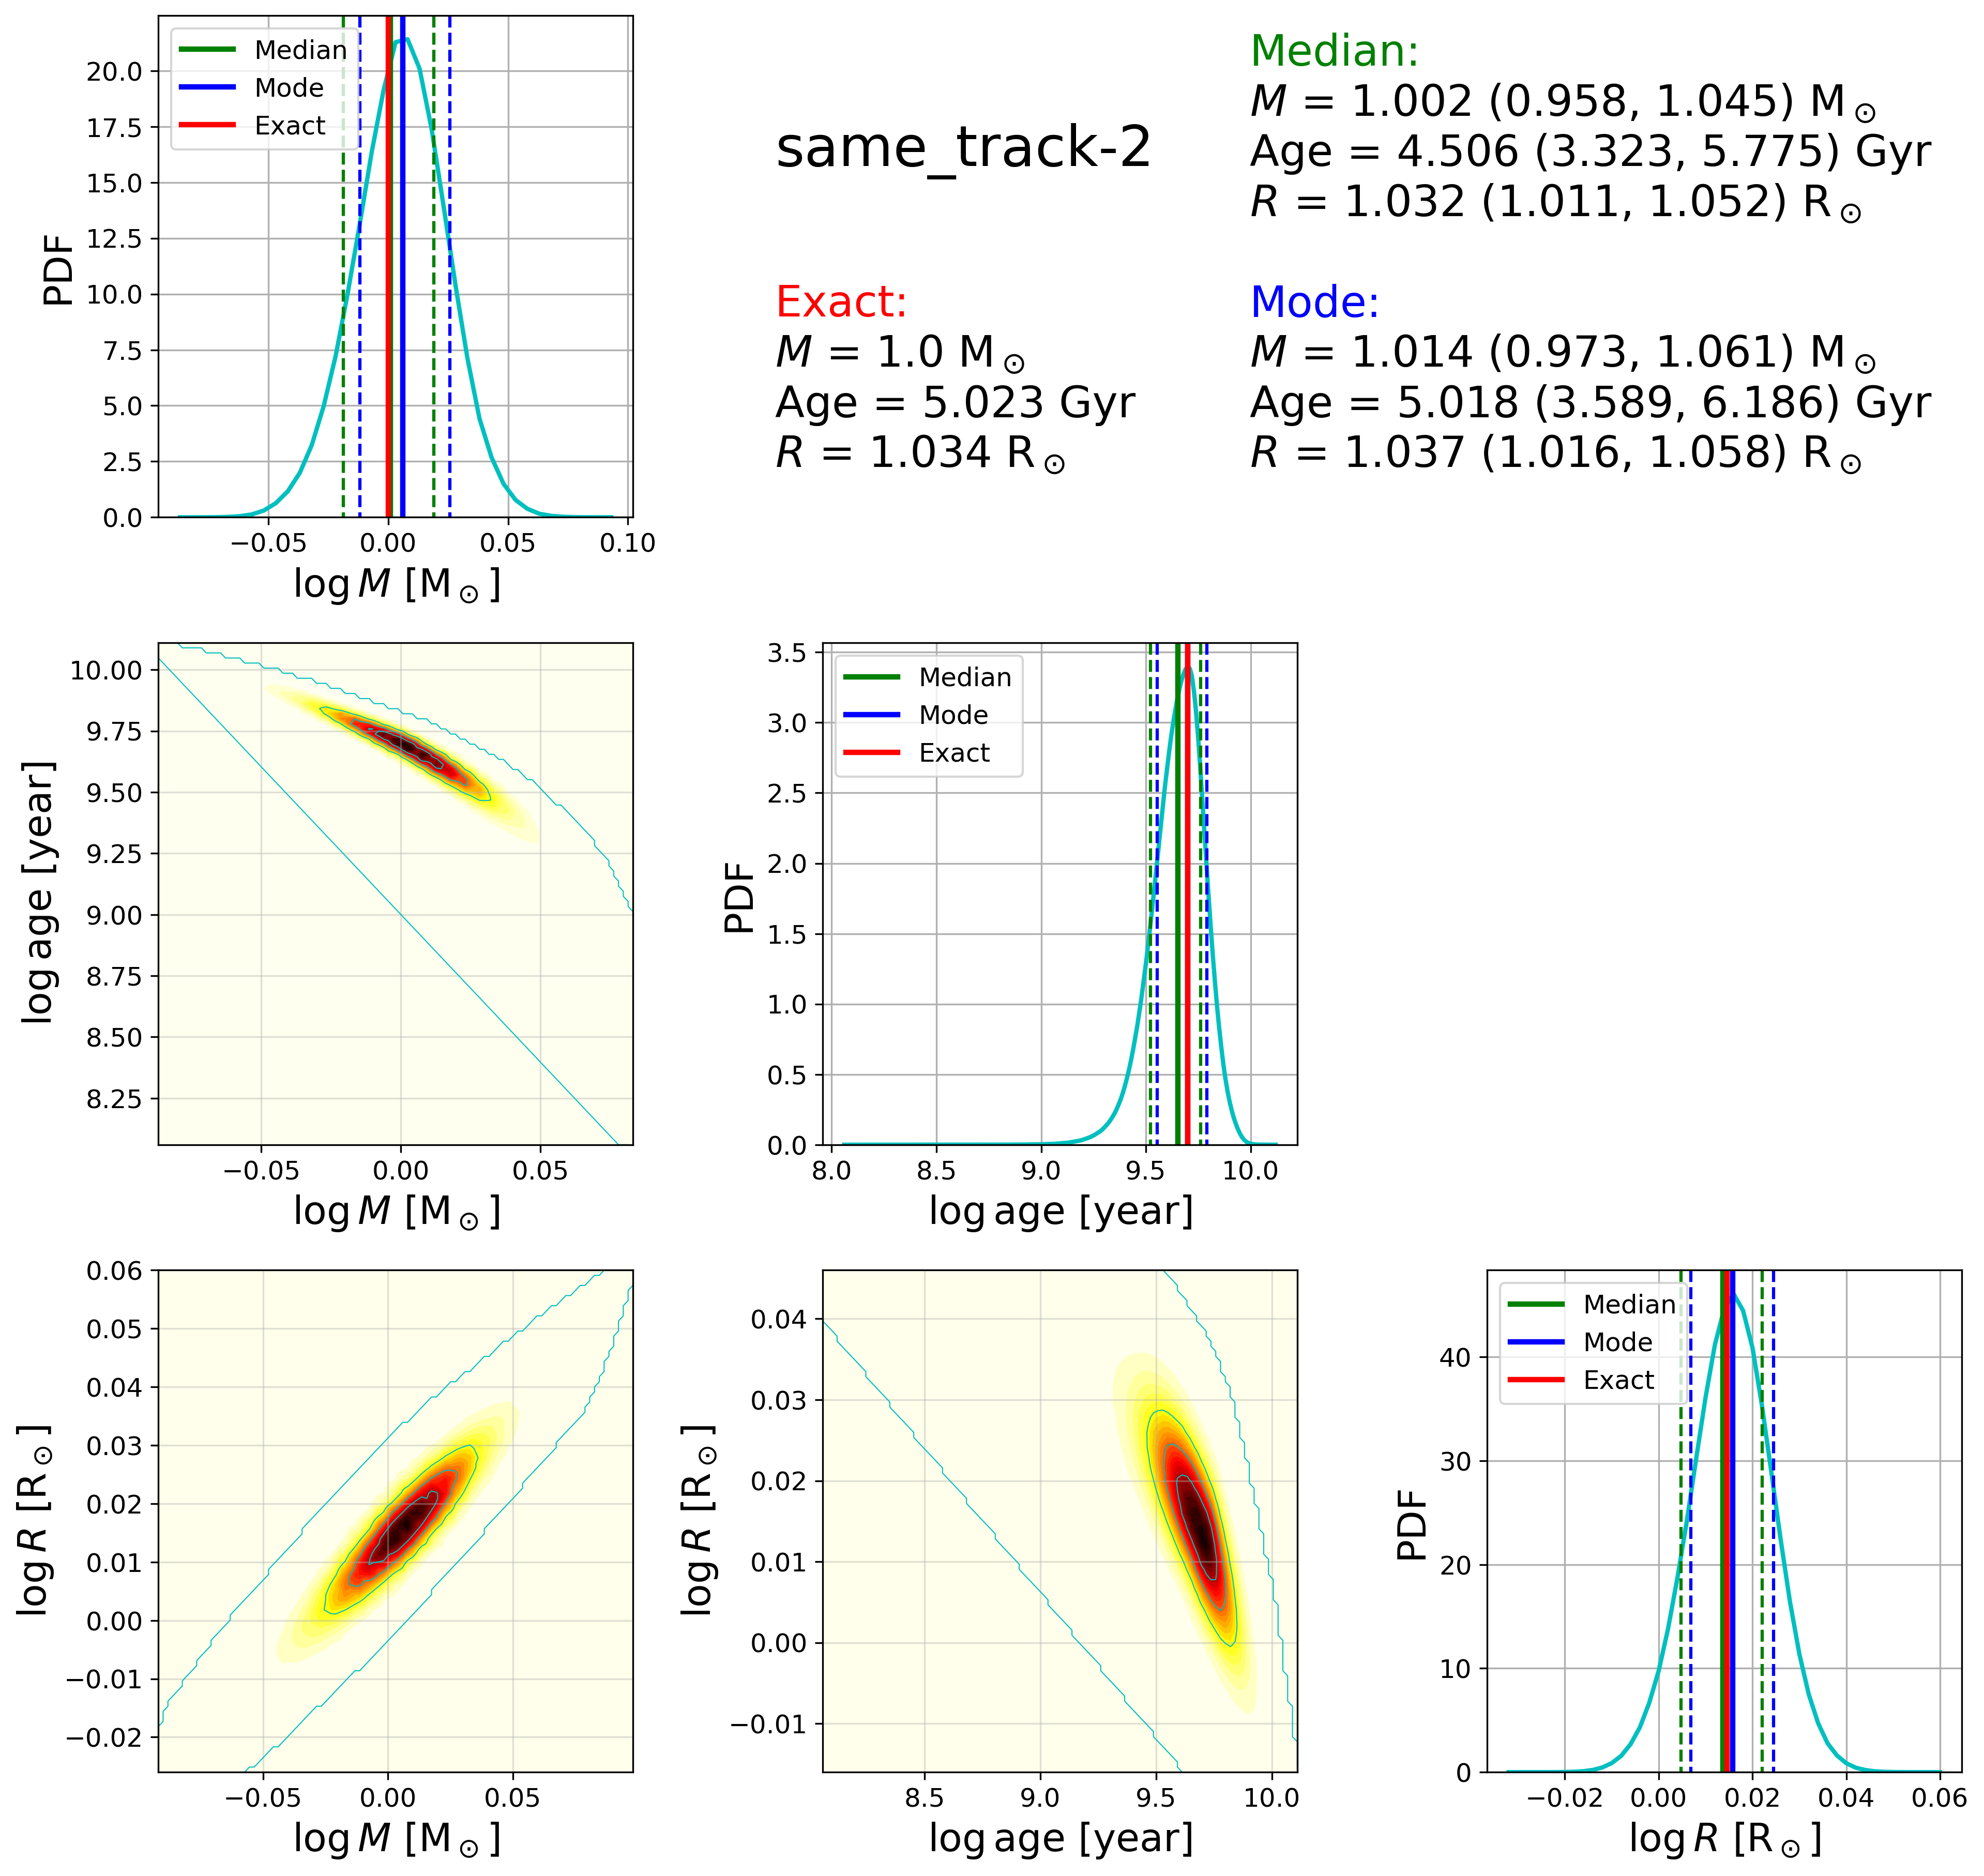 Median
Mode
Exact
20.0
17.5
15.0
12.5
10.0
7.5
5.0
2.5
0.0
PDF
−0.05 0.00 0.05 0.10
log M [M⊙]
same_track-2
Exact:
M = 1.0 M⊙
Age = 5.023 Gyr
R = 1.034 R⊙
Median:
M = 1.002 (0.958, 1.045) M⊙
Age = 4.506 (3.323, 5.775) Gyr
R = 1.032 (1.011, 1.052) R⊙
Mode:
M = 1.014 (0.973, 1.061) M⊙
Age = 5.018 (3.589, 6.186) Gyr
R = 1.037 (1.016, 1.058) R⊙
10.00
9.75
9.50
9.25
9.00
8.75
8.50
8.25
log age [year]
−0.05 0.00 0.05
log M [M⊙]
Median
Mode
Exact
3.5
3.0
2.5
2.0
1.5
1.0
0.5
0.0
PDF
8.0 8.5 9.0 9.5 10.0
log age [year]
0.06
0.05
0.04
0.03
0.02
0.01
0.00
−0.01
−0.02
log R [R⊙]
−0.05 0.00 0.05
log M [M⊙]
0.04
0.03
0.02
0.01
0.00
−0.01
log R [R⊙]
8.5 9.0 9.5 10.0
log age [year]
Median
Mode
Exact
40
30
20
10
0
PDF
−0.02 0.00 0.02 0.04 0.06
log R [R⊙]